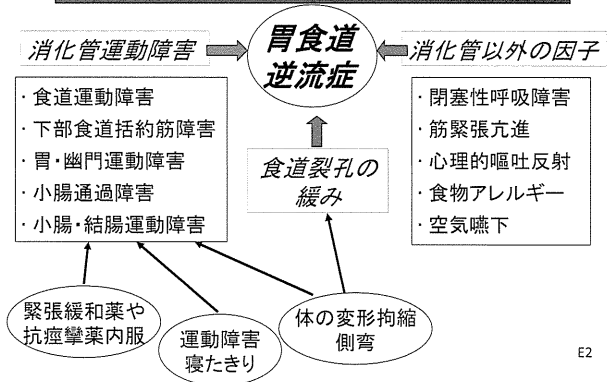 胃食道
逆流症
消化管運動障害
・食道運動障害
・下部食道括約筋障害
・胃・幽門運動障害
・小腸通過障害
・小腸・結腸運動障害
食道裂孔の
緩み
消化管以外の因子
・閉塞性呼吸障害
・筋緊張亢進
・心理的嘔吐反射
・食物アレルギー
・空気嚥下
緊張緩和薬や
抗痙攣薬内服
運動障害
寝たきり
体の変形拘縮
側弯
E2